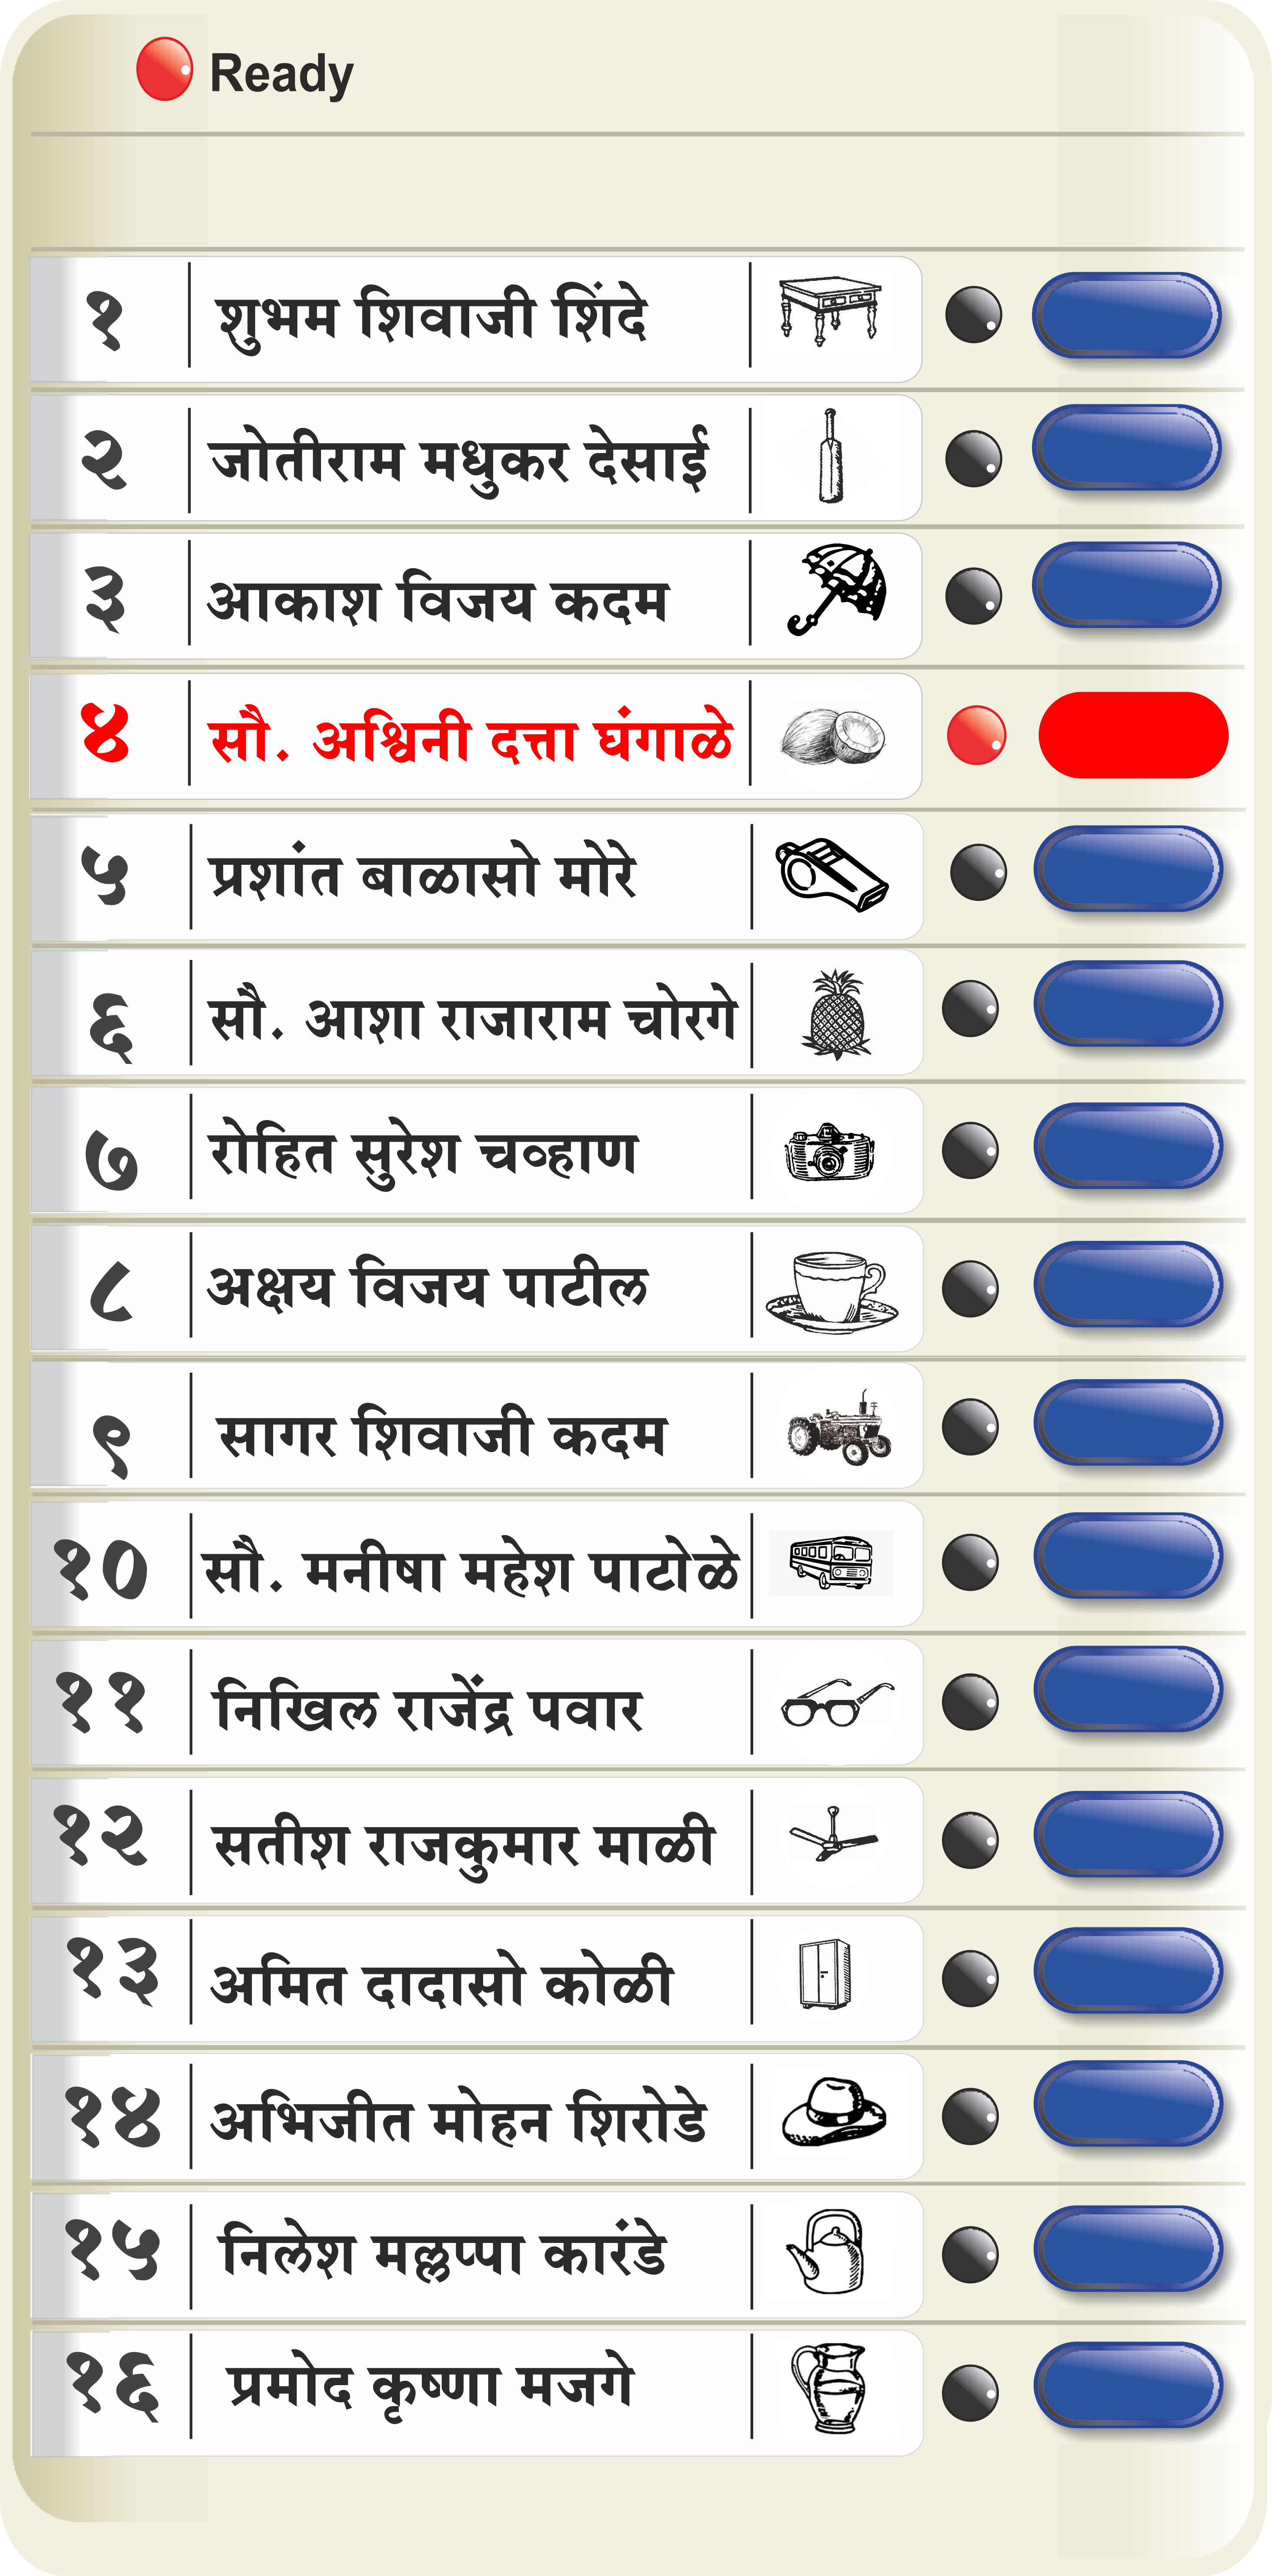 Ready
१ शुभम शिवाजी शिंदे
२ जोतीराम मधुकर देसाई
३ आकाश विजय कदम
४ सौ. अश्विनी दत्ता घंगाळे
५ प्रशांत बाळासो मोरे
६ सौ. आशा राजाराम चोरगे
७ रोहित सुरेश चव्हाण
८ अक्षय विजय पाटील
९ सागर शिवाजी कदम
१० सौ. मनीषा महेश पाटोळे
११ निखिल राजेंद्र पवार
१२ सतीश राजकुमार माळी
१३ अमित दादासो कोळी
१४ अभिजीत मोहन शिरोडे
१५ निलेश मल्लप्पा कारंडे
१६ प्रमोद कृष्णा मजगे